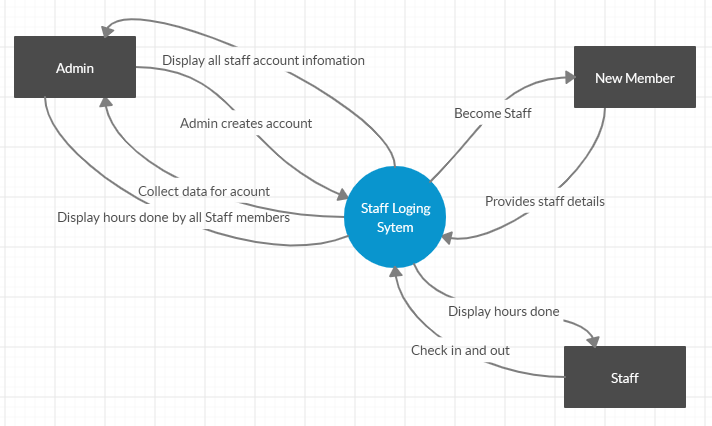 Display all staff account infomation
Admin
New Member
Become Staff
Admin creates account
Collect data for acount
Provides staff details
Staff Loging
Sytem
Display hours done by all Staff members
Display hours done
Check in and out
Staff